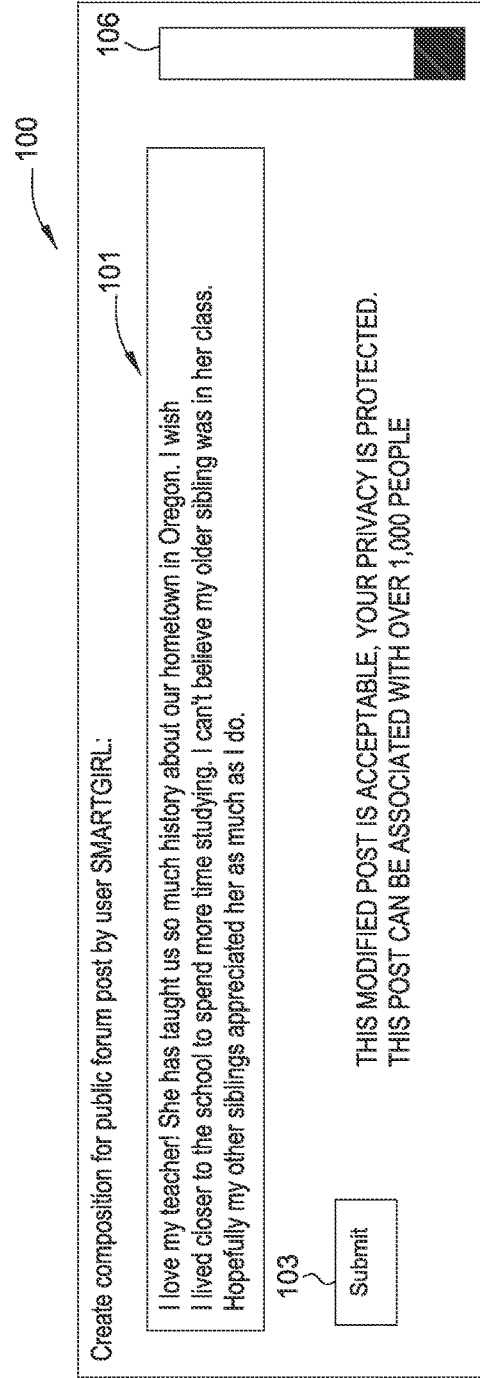 100
106
Create composition for public forum post by user SMARTGIRL:
101
I love my teacher! She has taught us so much history about our hometown in Oregon. I wish
I lived closer to the school to spend more time studying. I can't believe my older sibling was in her class.
Hopefully my other siblings appreciated her as much as I do.
103
Submit
THIS MODIFIED POST IS ACCEPTABLE, YOUR PRIVACY IS PROTECTED.
THIS POST CAN BE ASSOCIATED WITH OVER 1,000 PEOPLE